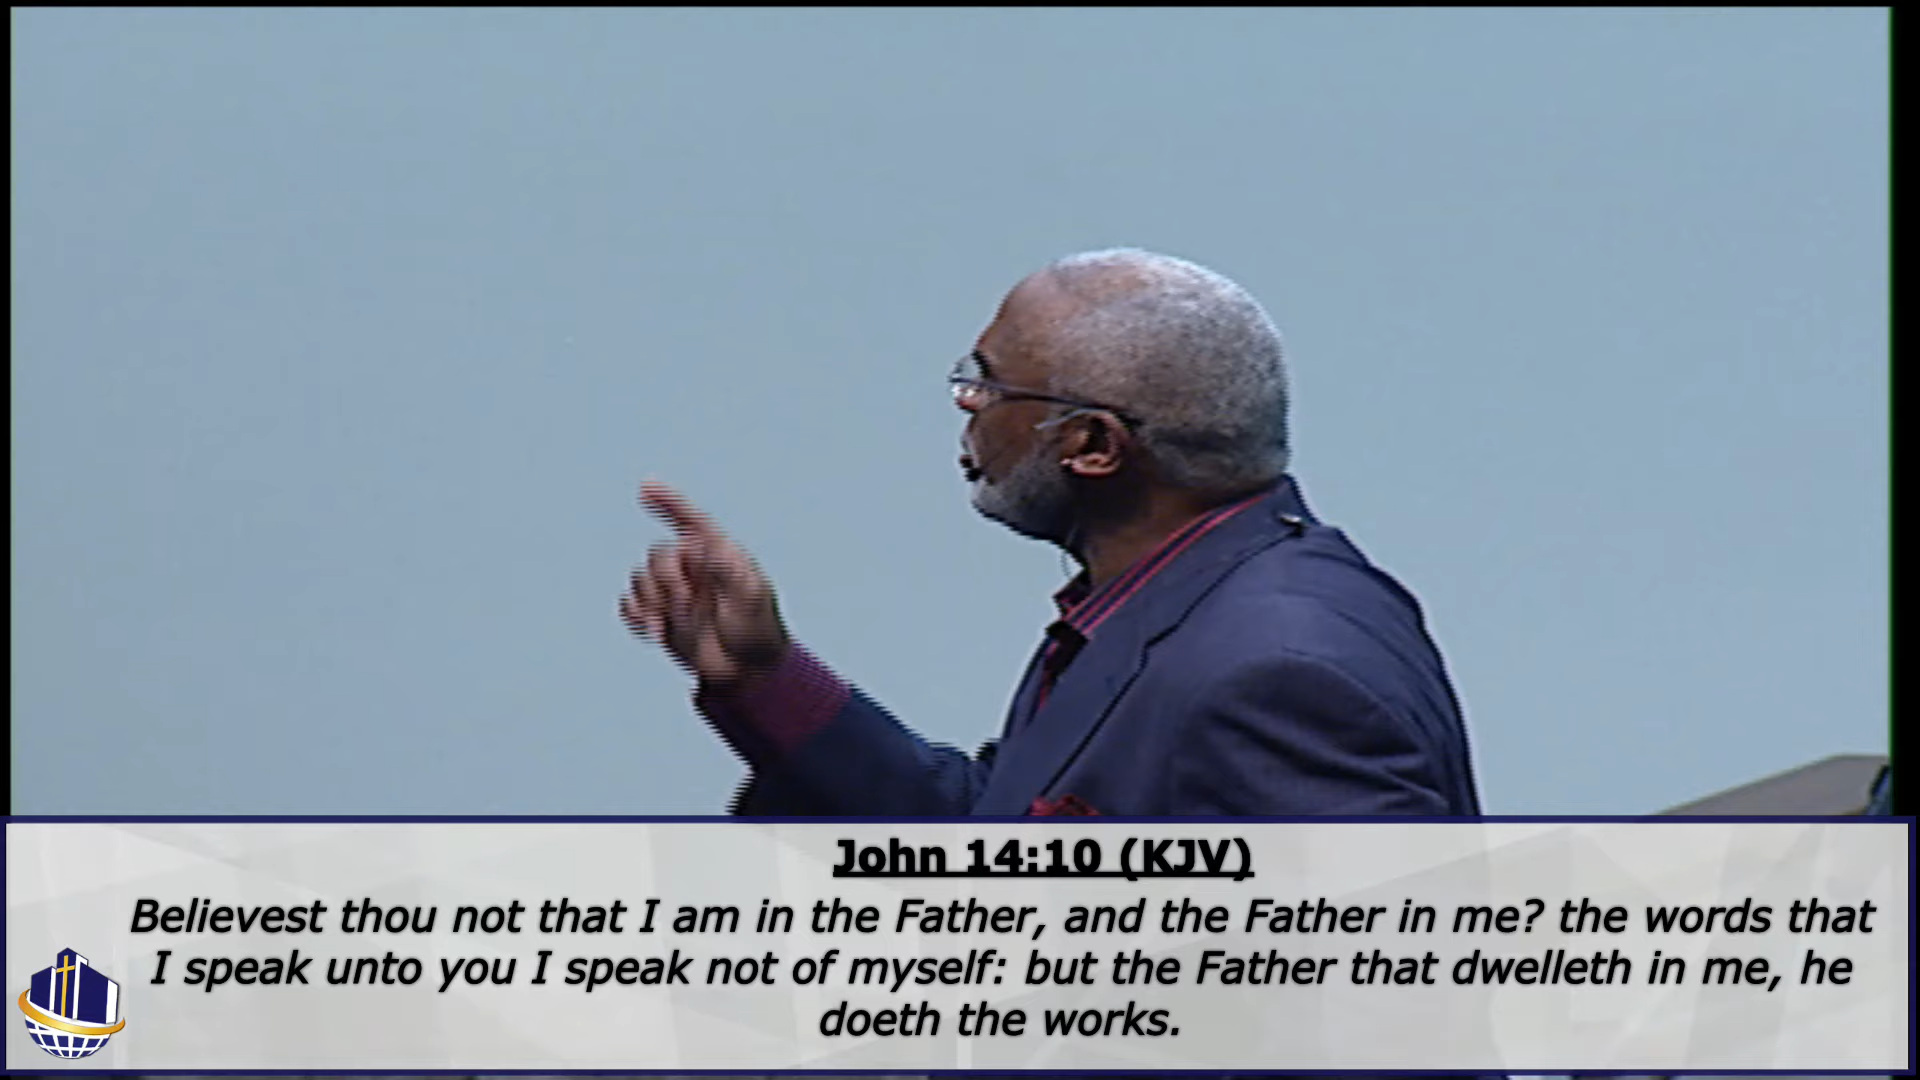 John 14:10 (KJV)
Believest thou not that I am in the Father, and the Father in me? the words that
I speak unto you I speak not of myself: but the Father that dwelleth in me, he
doeth the works.